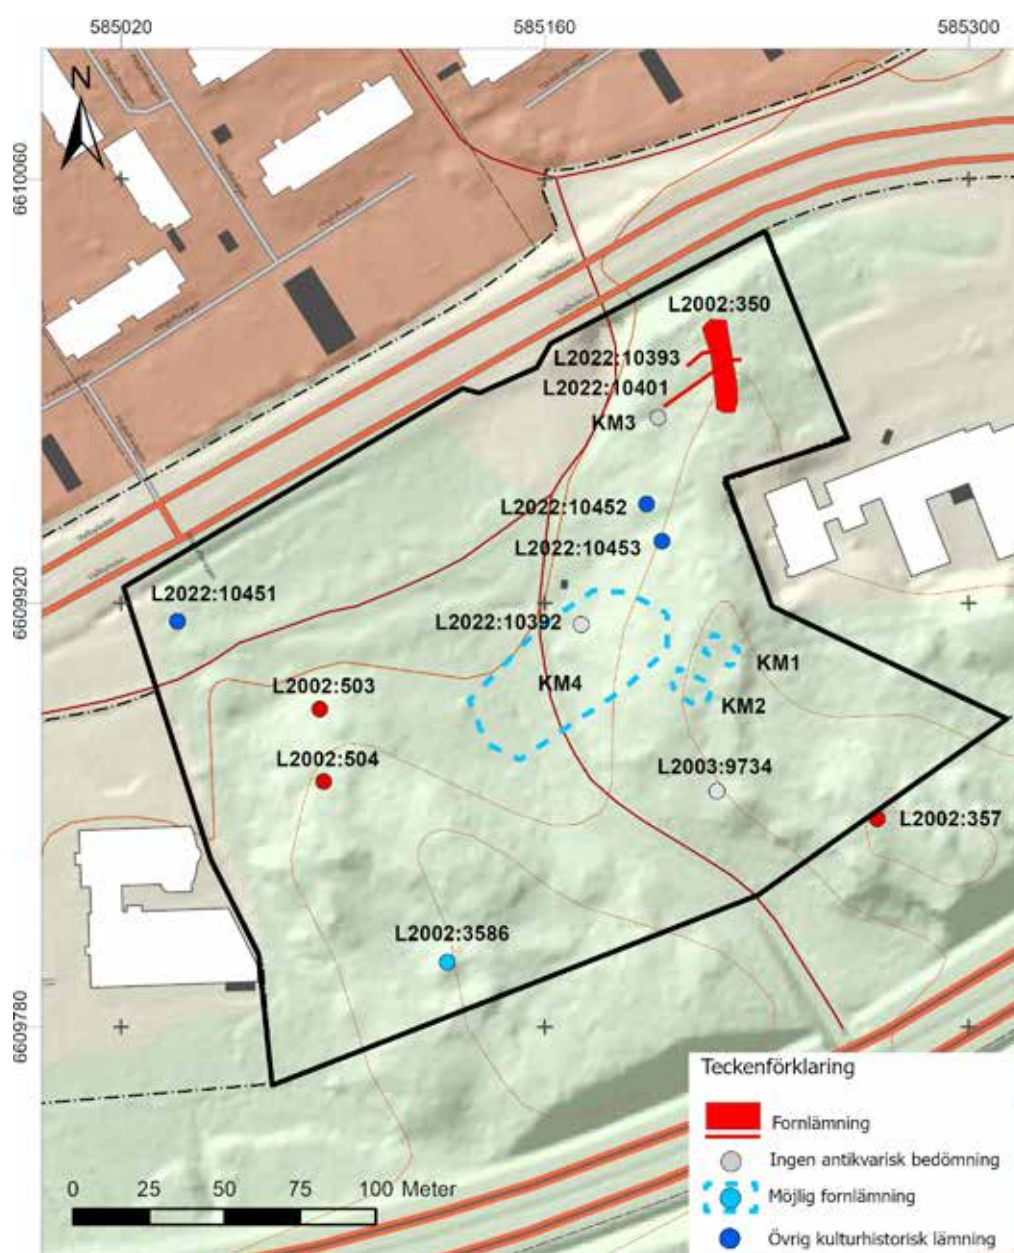 585020 585160 585300
N
6610060
L2002:350
L2022:10393
L2022:10401
KM3
L2022:10452
L2022:10453
6609920
L2022:10451
L2022:10392
KM1
KM4
L2002:503
KM2
L2002:504
L2003:9734
L2002:357
L2002:3586
6609780
Teckenförklaring
Fornlämning
Ingen antikvarisk bedömning
Möjlig fornlämning
Övrig kulturhistorisk lämning
0 25 50 75 100 Meter